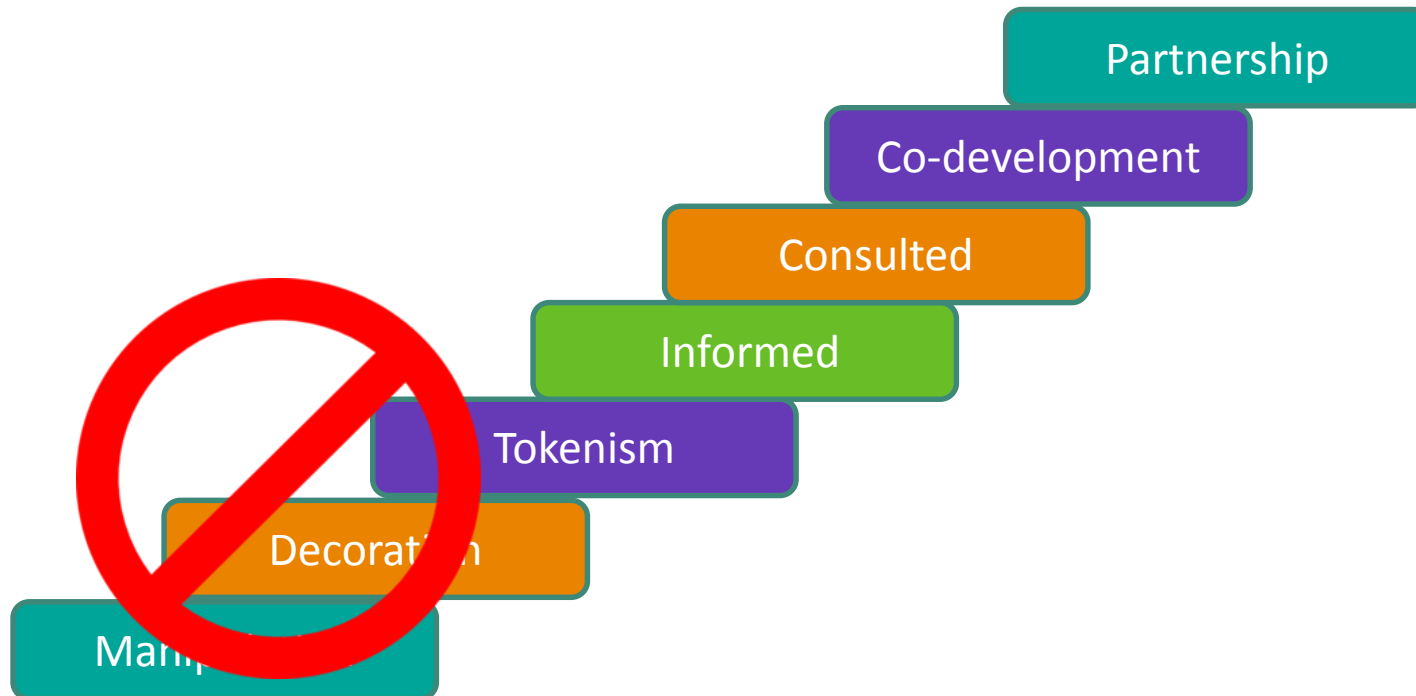 Partnership
Co-development
Consulted
Informed
Tokenism
Decoration